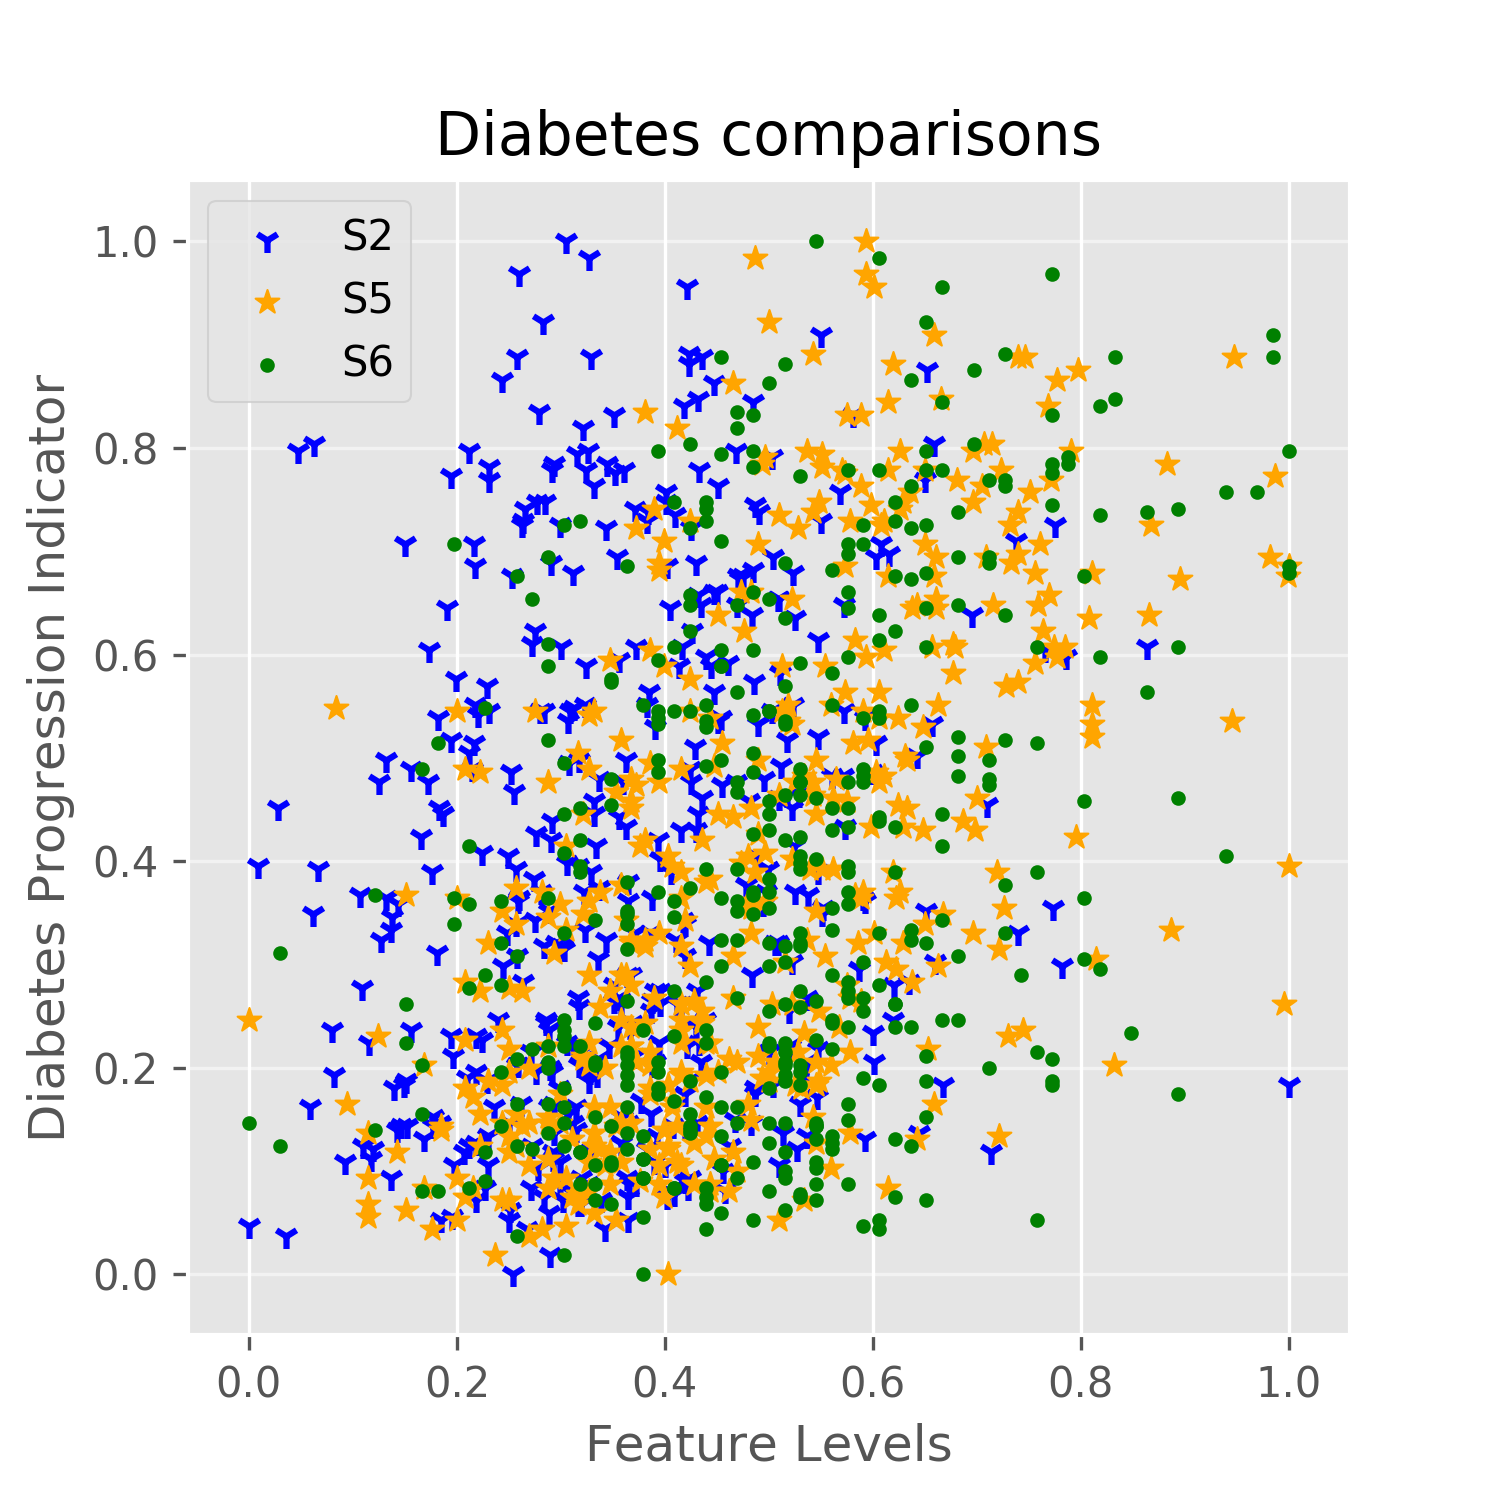 Diabetes comparisons
S2
S5
S6
Diabetes Progression Indicator
1.0
0.8
0.6
0.4
0.2
0.0
0.0 0.2 0.4 0.6 0.8 1.0
Feature Levels